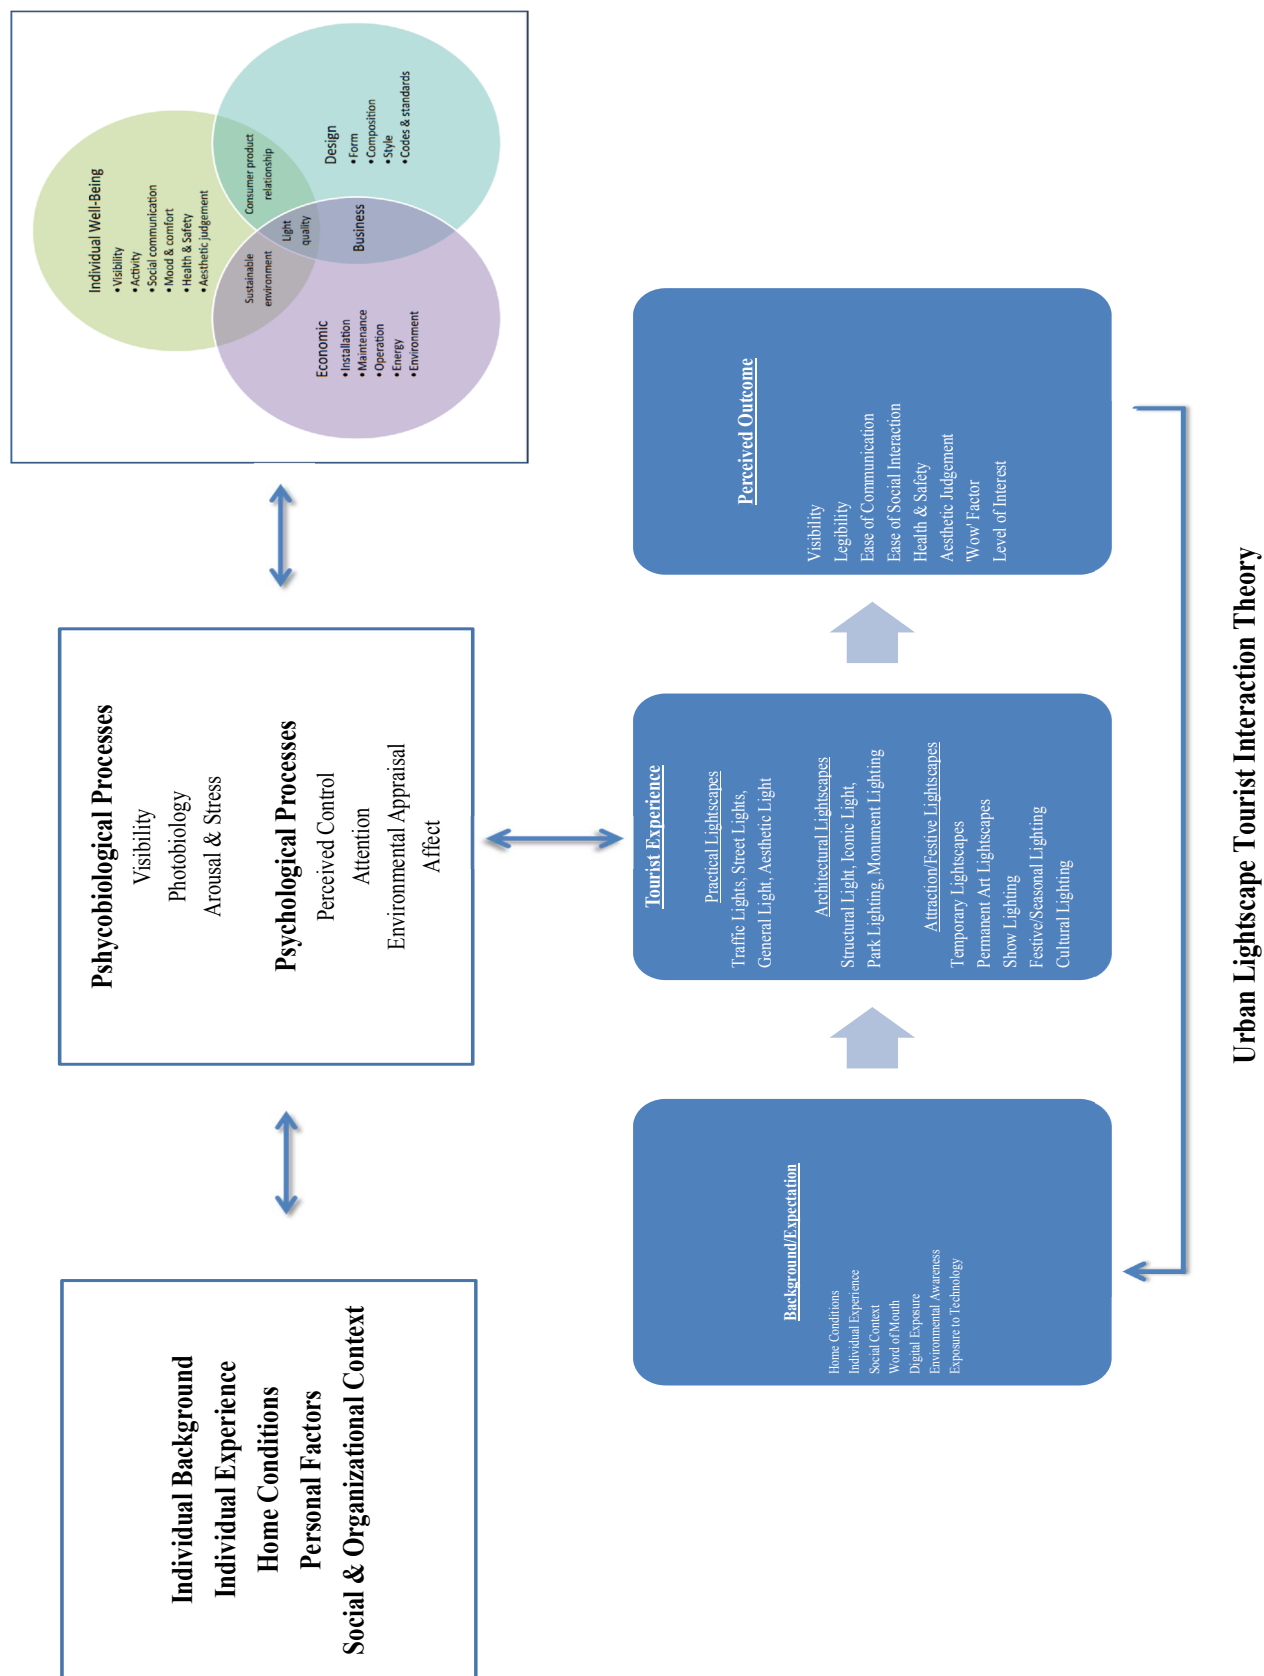 Individual Background
Individual Experience
Home Conditions
Personal Factors
Social & Organizational Context
Pshycobiological Processes
Visibility
Photobiology
Arousal & Stress
Psychological Processes
Perceived Control
Attention
Environmental Appraisal
Affect
Individual Well-Being
• Visibility
• Activity
• Social communication
• Mood & comfort
• Health & Safety
• Aesthetic judgement
Sustainable
environment
Consumer product
relationship
Light
quality
Economic
• Installation
• Maintenance
• Operation
• Energy
• Environment
Business
Design
• Form
• Composition
• Style
• Codes & standards
Background/Expectation
Home Conditions
Individual Experience
Social Context
Word of Mouth
Digital Exposure
Environmental Awareness
Exposure to Technology
Tourist Experience
Practical Lightscapes
Traffic Lights, Street Lights,
General Light, Aesthetic Light
Architectural Lightscapes
Structural Light, Iconic Light,
Park Lighting, Monument Lighting
Attraction/Festive Lightscapes
Temporary Lightscapes
Permanent Art Lightscapes
Show Lighting
Festive/Seasonal Lighting
Cultural Lighting
Perceived Outcome
Visibility
Legibility
Ease of Communication
Ease of Social Interaction
Health & Safety
Aesthetic Judgement
'Wow' Factor
Level of Interest
Urban Lightscape Tourist Interaction Theory